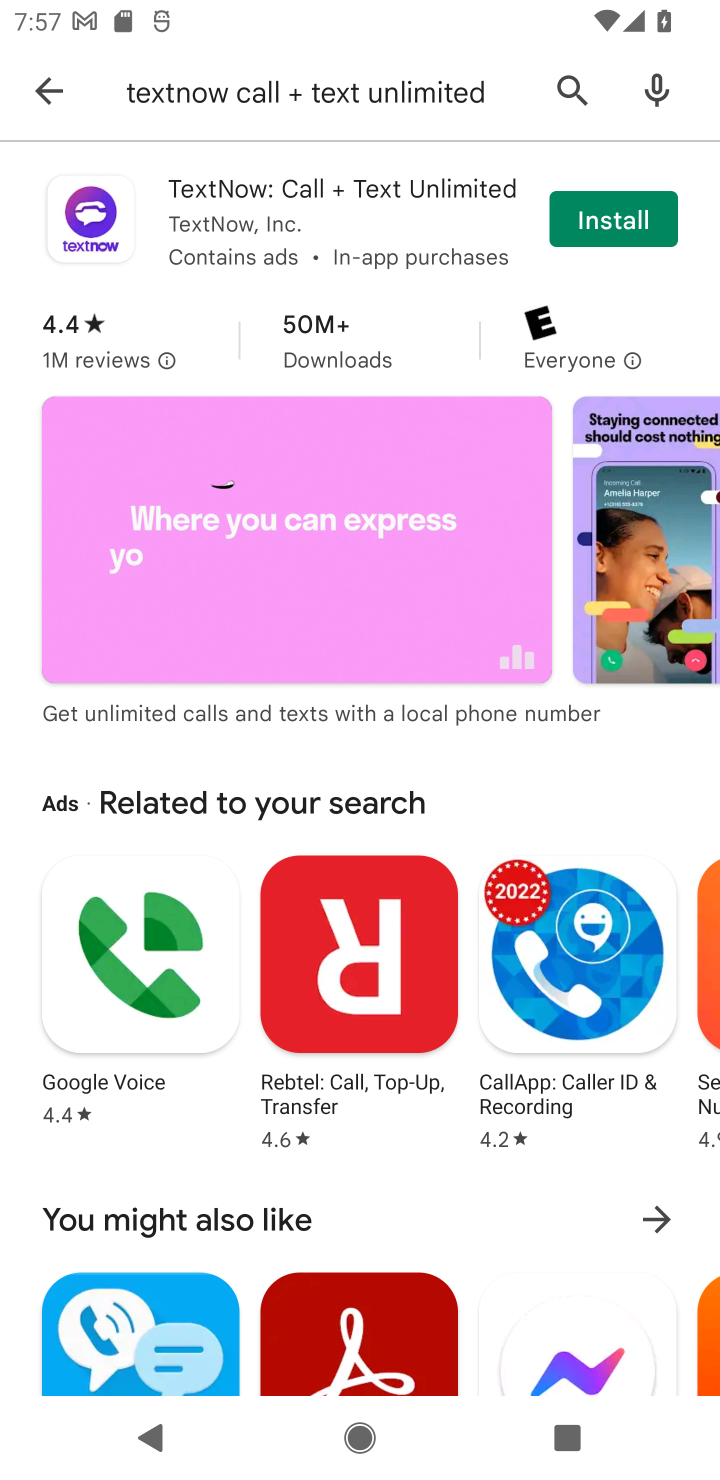 7:57
textnow call + text unlimited
textnow
TextNow: Call + Text Unlimited
TextNow, Inc.
Contains ads • In-app purchases
Install
4.4★
1M reviews
50M+
Downloads
E
Everyone
Where you can express
yo
Staying connected
should cost nothing
Incoming Call
Amelia Harper
Get unlimited calls and texts with a local phone number
Ads · Related to your search
R
2022
Google Voice
4.4★
Rebtel: Call, Top-Up,
Transfer
4.6★
CallApp: Caller ID &
Recording
4.2★
Se
Nu
4.9
You might also like